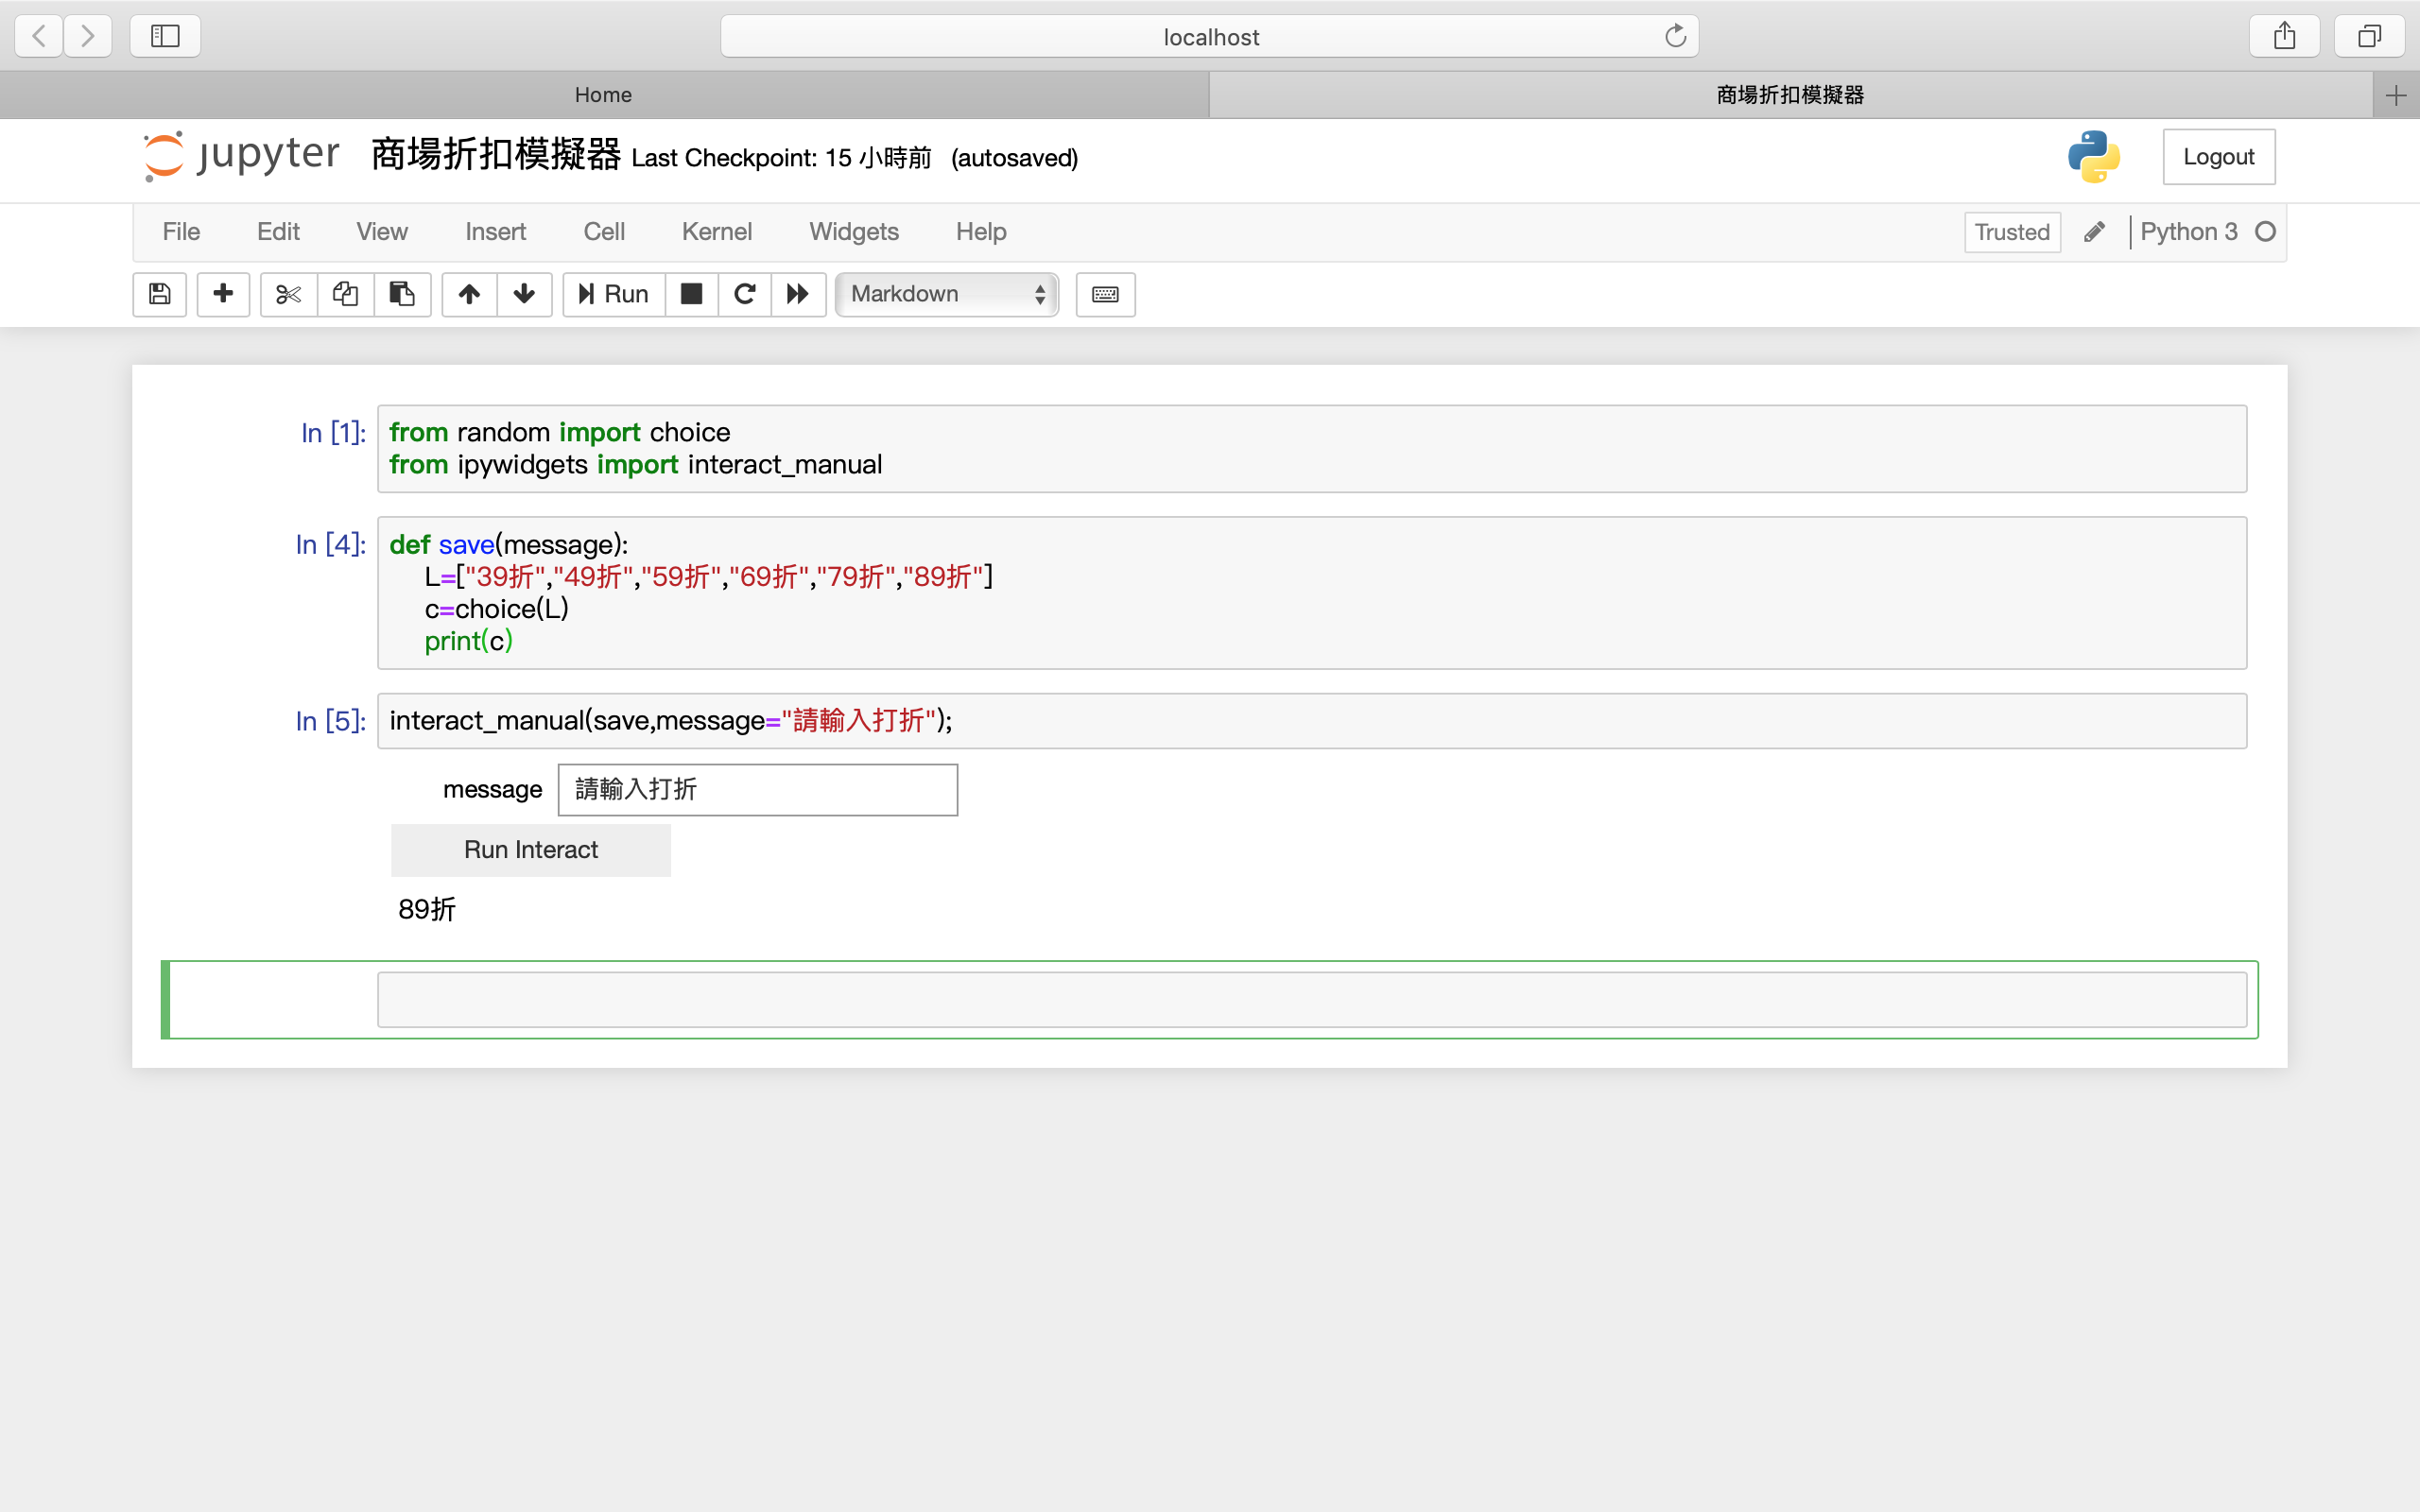 localhost
Home
商場折扣模擬器
jupyter 商場折扣模擬器 Last Checkpoint: 15 小時前 (autosaved)
Logout
File Edit View Insert Cell Kernel Widgets Help Trusted Python 3
Run Markdown
In [1]: from random import choice
from ipywidgets import interact_manual
In [4]: def save(message):
L=["39折","49折","59折","69折","79折","89折"]
c=choice(L)
print(c)
In [5]: interact_manual(save,message="請輸入打折");
message 請輸入打折
Run Interact
89折